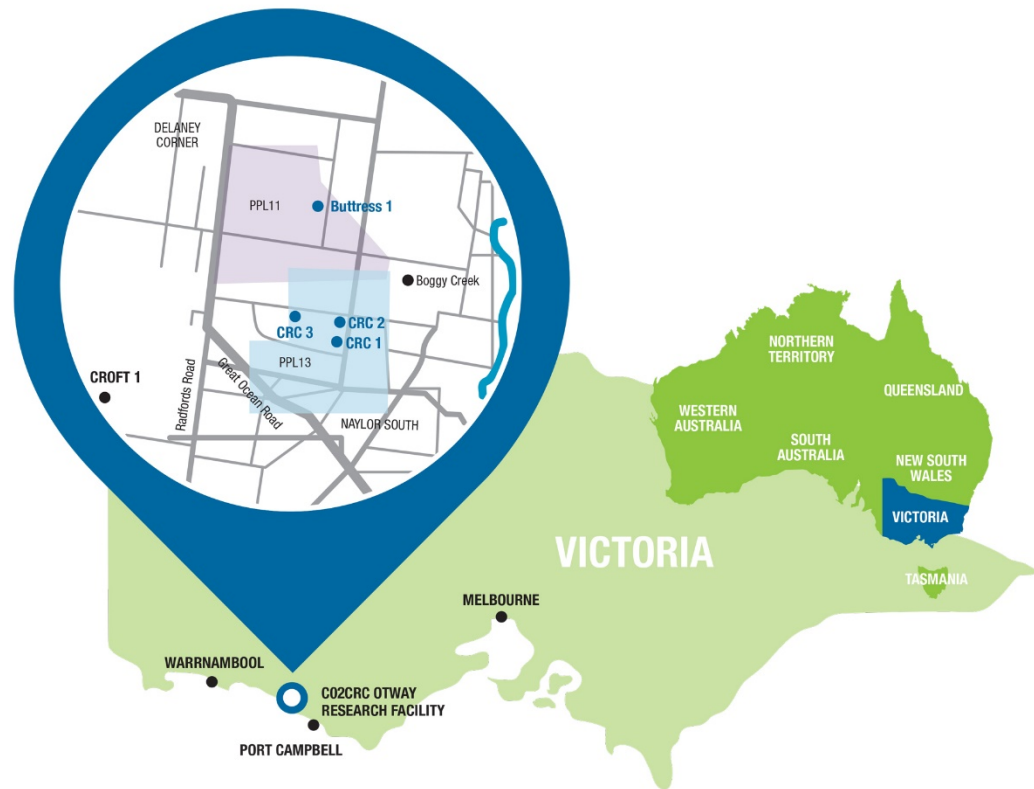 DELANEY
CORNER
PPL11
Buttress 1
Boggy Creek
CRC 3
CRC 2
CRC 1
PPL13
CROFT 1
Radfords Road
Great Ocean Road
NAYLOR SOUTH
NORTHERN
TERRITORY
QUEENSLAND
WESTERN
AUSTRALIA
SOUTH
AUSTRALIA
NEW SOUTH
WALES
VICTORIA
TASMANIA
VICTORIA
MELBOURNE
WARRNAMBOOL
CO2CRC OTWAY
RESEARCH FACILITY
PORT CAMPBELL